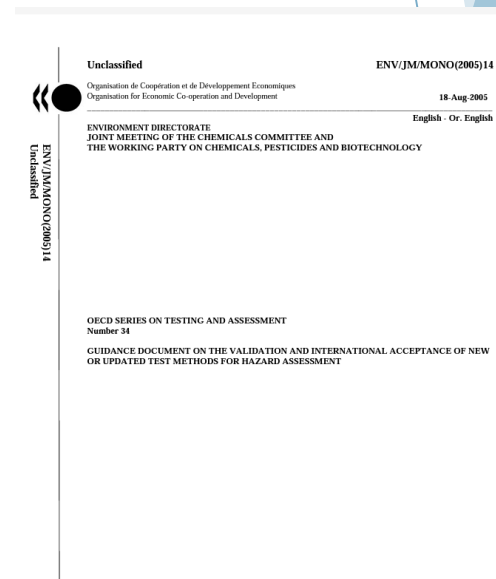 Unclassified
ENV/JM/MONO(2005)14
Organisation de Coopération et de Développement Economiques
Organisation for Economic Co-operation and Development
18-Aug-2005
English - Or. English
ENVIRONMENT DIRECTORATE
JOINT MEETING OF THE CHEMICALS COMMITTEE AND
THE WORKING PARTY ON CHEMICALS, PESTICIDES AND BIOTECHNOLOGY
ENV/JM/MONO(2005)14
Unclassified
OECD SERIES ON TESTING AND ASSESSMENT
Number 34
GUIDANCE DOCUMENT ON THE VALIDATION AND INTERNATIONAL ACCEPTANCE OF NEW
OR UPDATED TEST METHODS FOR HAZARD ASSESSMENT